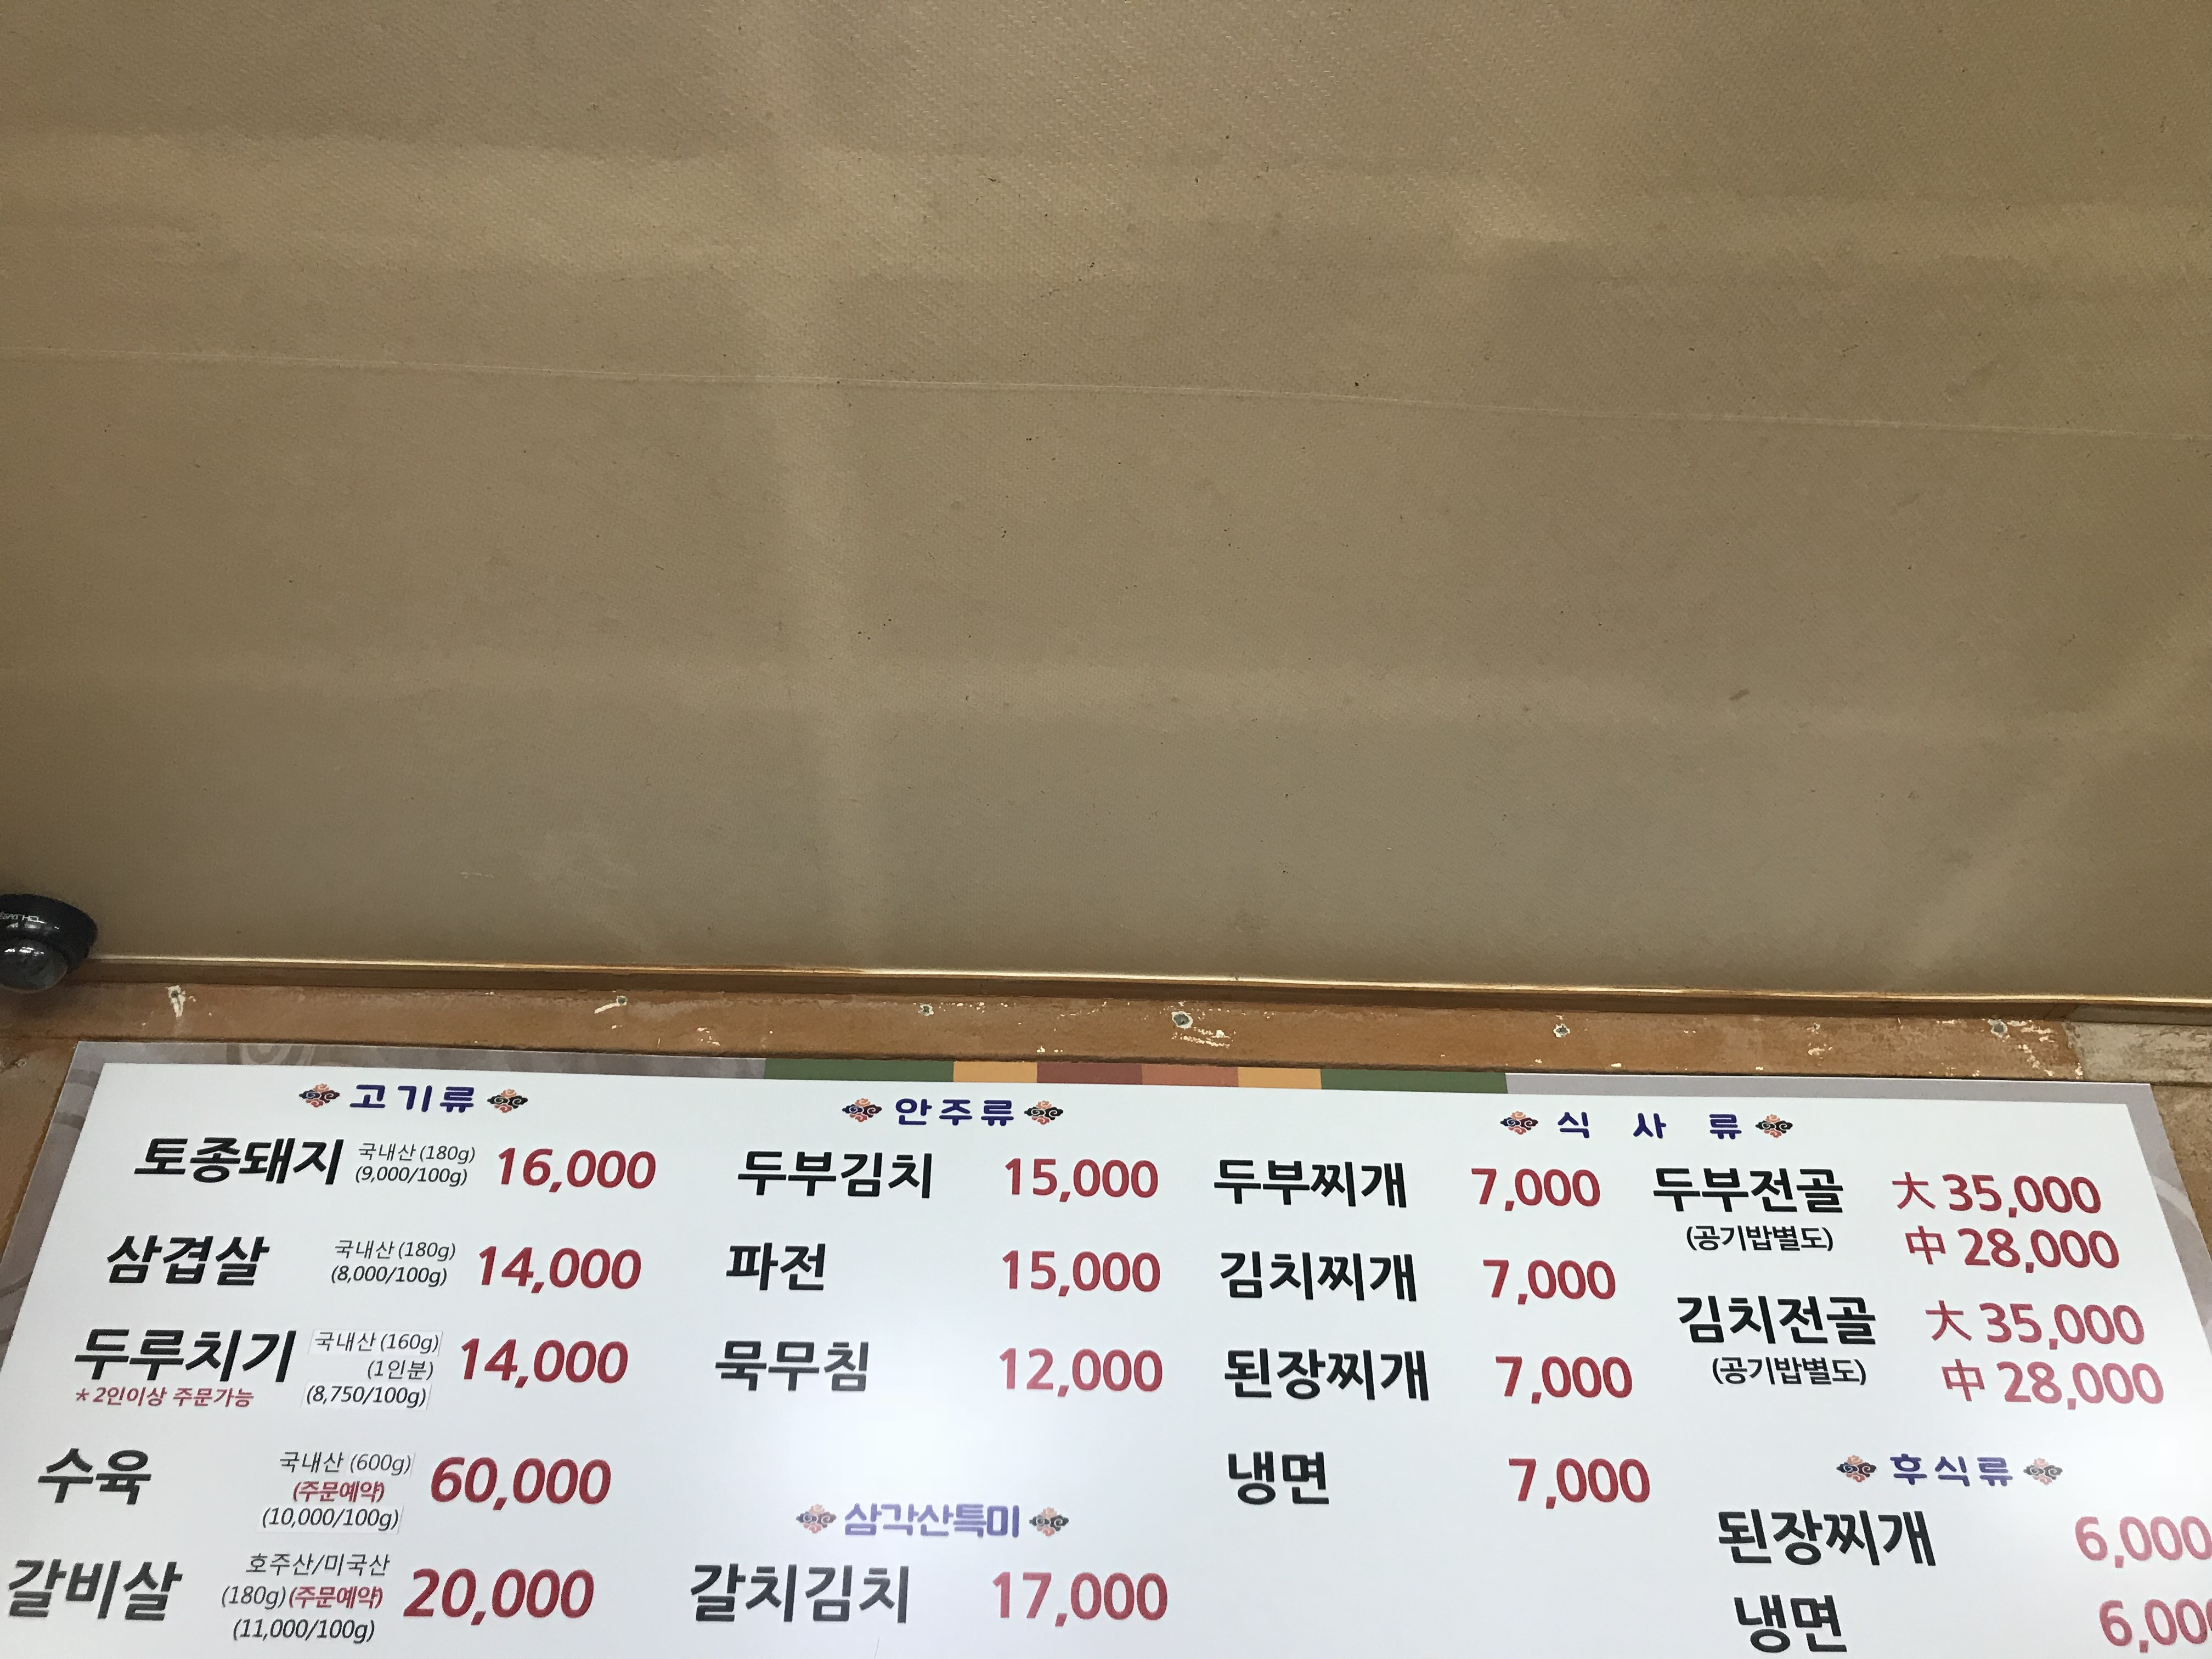 고기류
토종돼지 국내산(180g) 16,000
(9,000/100g)
삼겹살 국내산(180g) 14,000
(8,000/100g)
두루치기 국내산(160g) 14,000
(1인분)
*2인이상 주문가능 (8,750/100g)
수육 국내산(600g) 60,000
(주문예약)
(10,000/100g)
갈비살 호주산/미국산 20,000
(180g)(주문예약)
(11,000/100g)
안주류
두부김치 15,000
파전 15,000
묵무침 12,000
삼각산특미
갈치김치 17,000
식 사 류
두부찌개 7,000
김치찌개 7,000
된장찌개 7,000
냉면 7,000
두부전골 大 35,000
(공기밥별도) 中 28,000
김치전골 大 35,000
(공기밥별도) 中 28,000
후식류
된장찌개 6,000
냉면 6,00